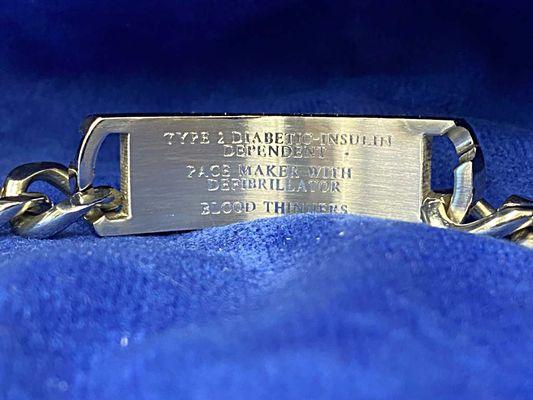 TYPE 2 DIABETIC-INSULIN
DEPENDENT
PACE MAKER WITH
DEFIBRILLATOR
BLOOD THINNERS